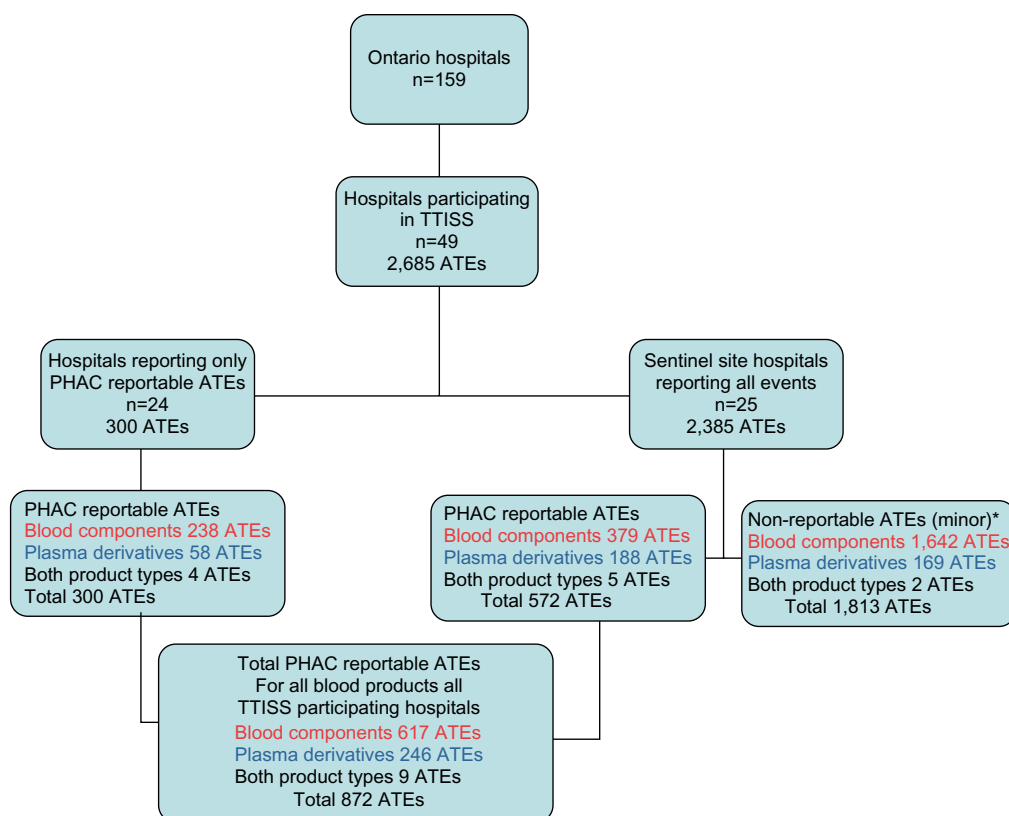 Ontario hospitals
n=159
Hospitals participating
in TTISS
n=49
2,685 ATEs
Hospitals reporting only
PHAC reportable ATEs
n=24
300 ATEs
Sentinel site hospitals
reporting all events
n=25
2,385 ATEs
PHAC reportable ATEs
Blood components 238 ATEs
Plasma derivatives 58 ATEs
Both product types 4 ATEs
Total 300 ATEs
PHAC reportable ATEs
Blood components 379 ATEs
Plasma derivatives 188 ATEs
Both product types 5 ATEs
Total 572 ATEs
Non-reportable ATEs (minor)*
Blood components 1,642 ATEs
Plasma derivatives 169 ATEs
Both product types 2 ATEs
Total 1,813 ATEs
Total PHAC reportable ATEs
For all blood products all
TTISS participating hospitals
Blood components 617 ATEs
Plasma derivatives 246 ATEs
Both product types 9 ATEs
Total 872 ATEs